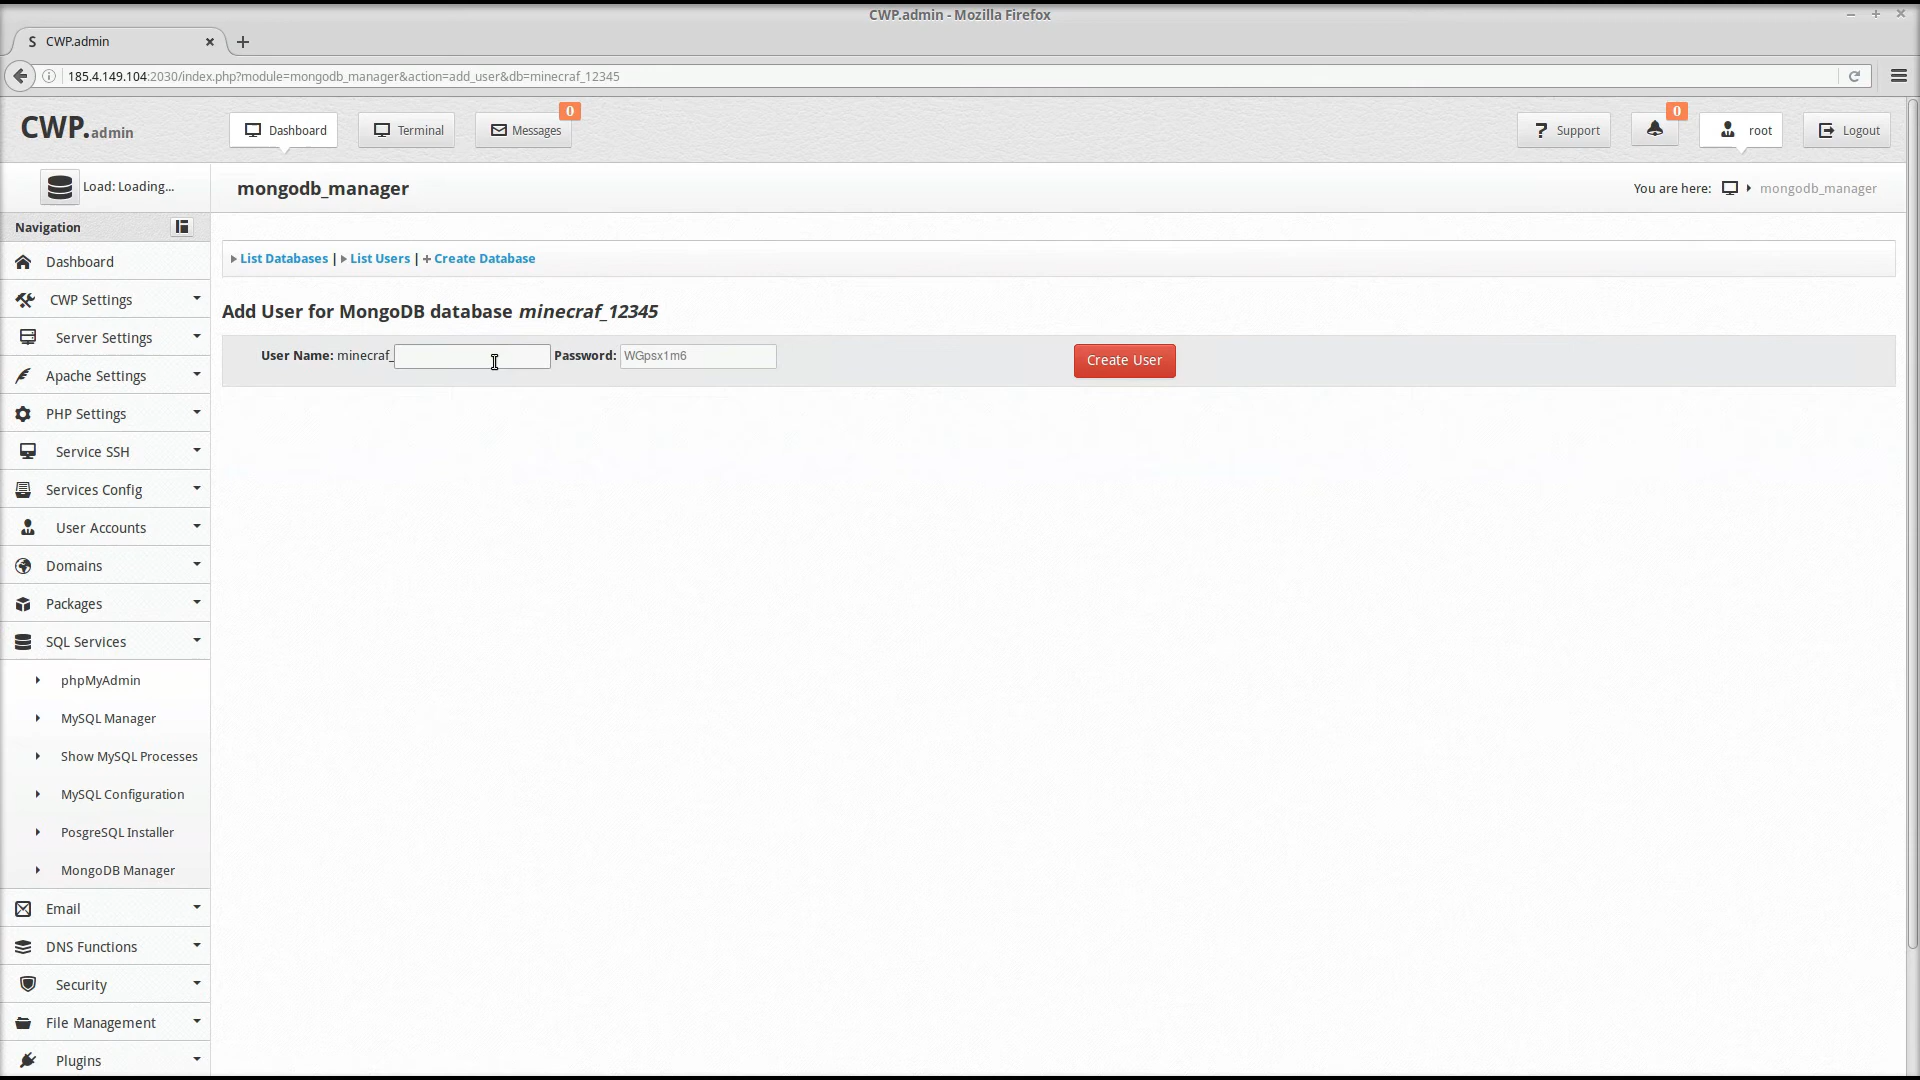 CWP.admin - Mozilla Firefox
CWP.admin
185.4.149.104:2030/index.php?module=mongodb_manager&action=add_user&db=minecraf_12345
CWP.admin
Dashboard
Terminal
Messages
0
Support
0
root
Logout
Load: Loading...
mongodb_manager
You are here:
mongodb_manager
Navigation
List Databases | List Users | + Create Database
Add User for MongoDB database minecraf_12345
User Name: minecraf_
Password: WGpsx1m6
Create User
Dashboard
CWP Settings
Server Settings
Apache Settings
PHP Settings
Service SSH
Services Config
User Accounts
Domains
Packages
SQL Services
phpMyAdmin
MySQL Manager
Show MySQL Processes
MySQL Configuration
PosgreSQL Installer
MongoDB Manager
Email
DNS Functions
Security
File Management
Plugins